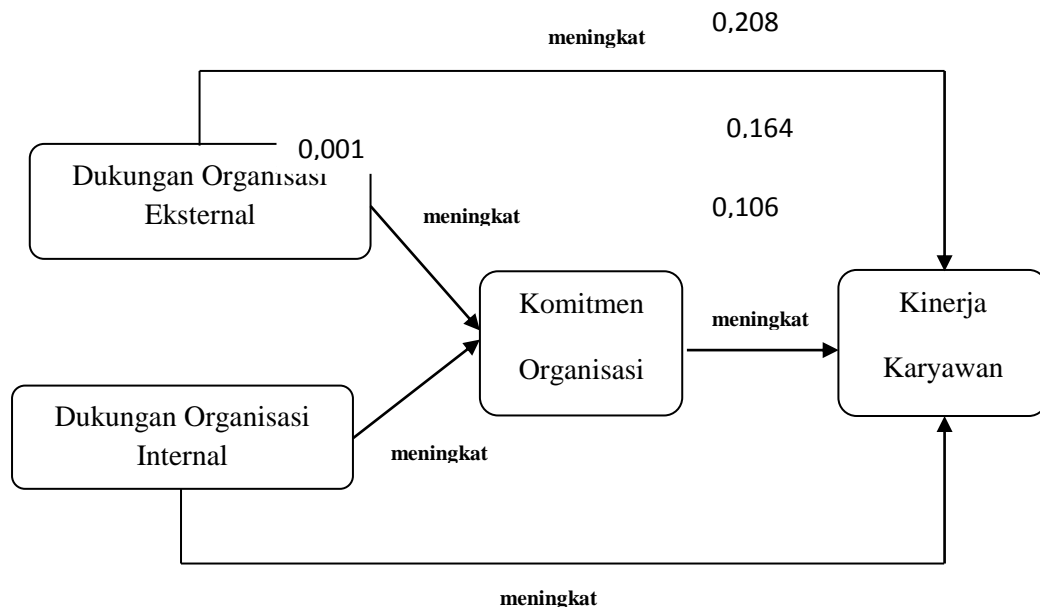 0,208
meningkat
0,164
0,001
Dukungan Organisasi
Eksternal
meningkat
0,106
Komitmen
Organisasi
meningkat
Kinerja
Karyawan
Dukungan Organisasi
Internal
meningkat
meningkat